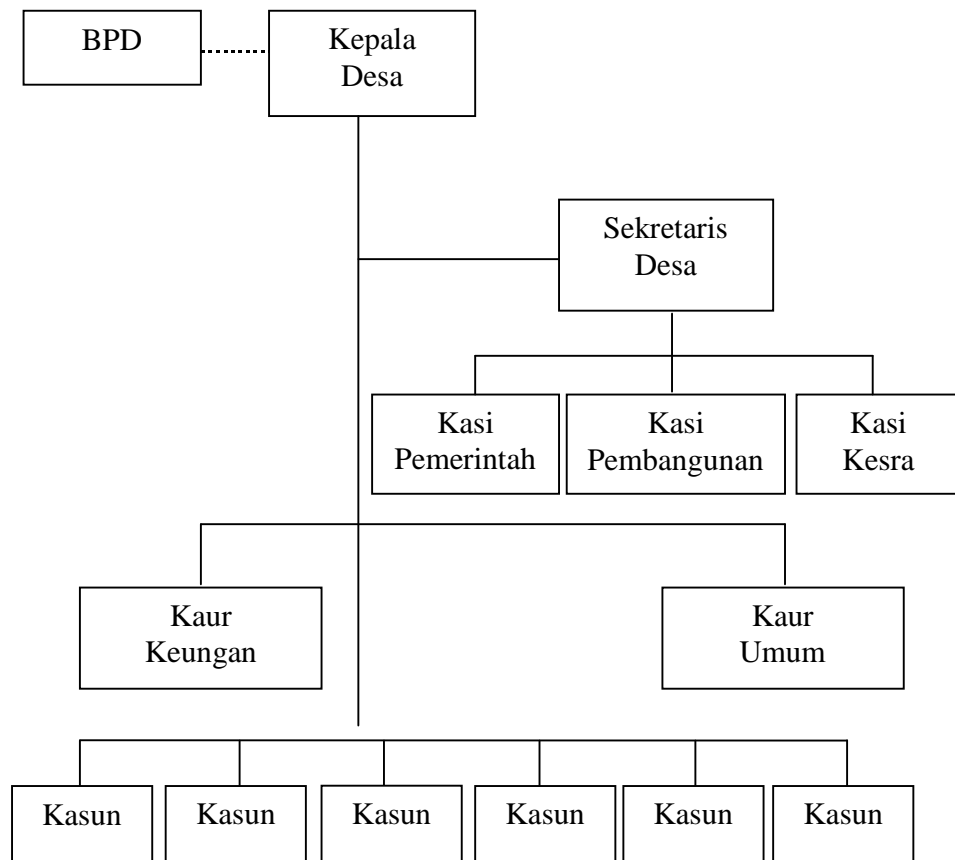 BPD
Kepala
Desa
Sekretaris
Desa
Kasi
Pemerintah
Kasi
Pembangunan
Kasi
Kesra
Kaur
Keungan
Kaur
Umum
Kasun
Kasun
Kasun
Kasun
Kasun
Kasun